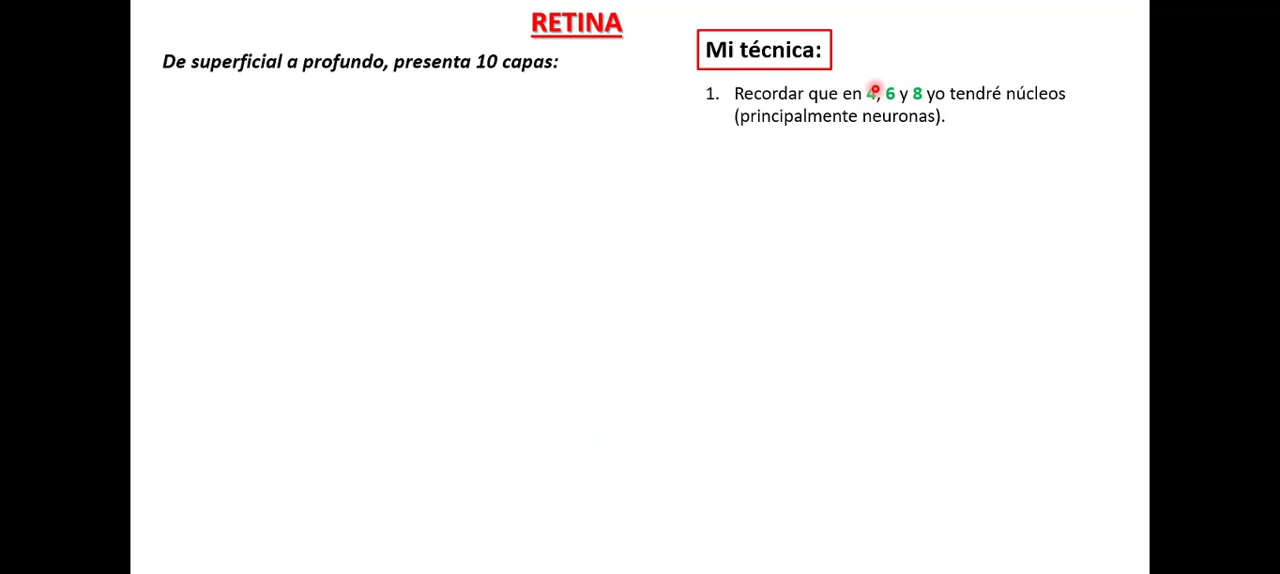 RETINA
De superficial a profundo, presenta 10 capas:
Mi técnica:
1. Recordar que en 4, 6 y 8 yo tendré núcleos
(principalmente neuronas).